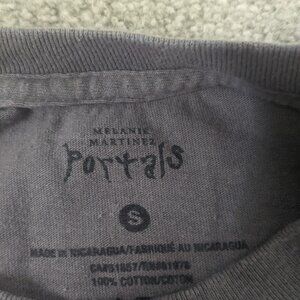 MELANIE
MARTINEZ
PORTALS
S
MADE IN NICARAGUA/FABRIQUÉ AU NICARAGUA
100% COTTON/COTON